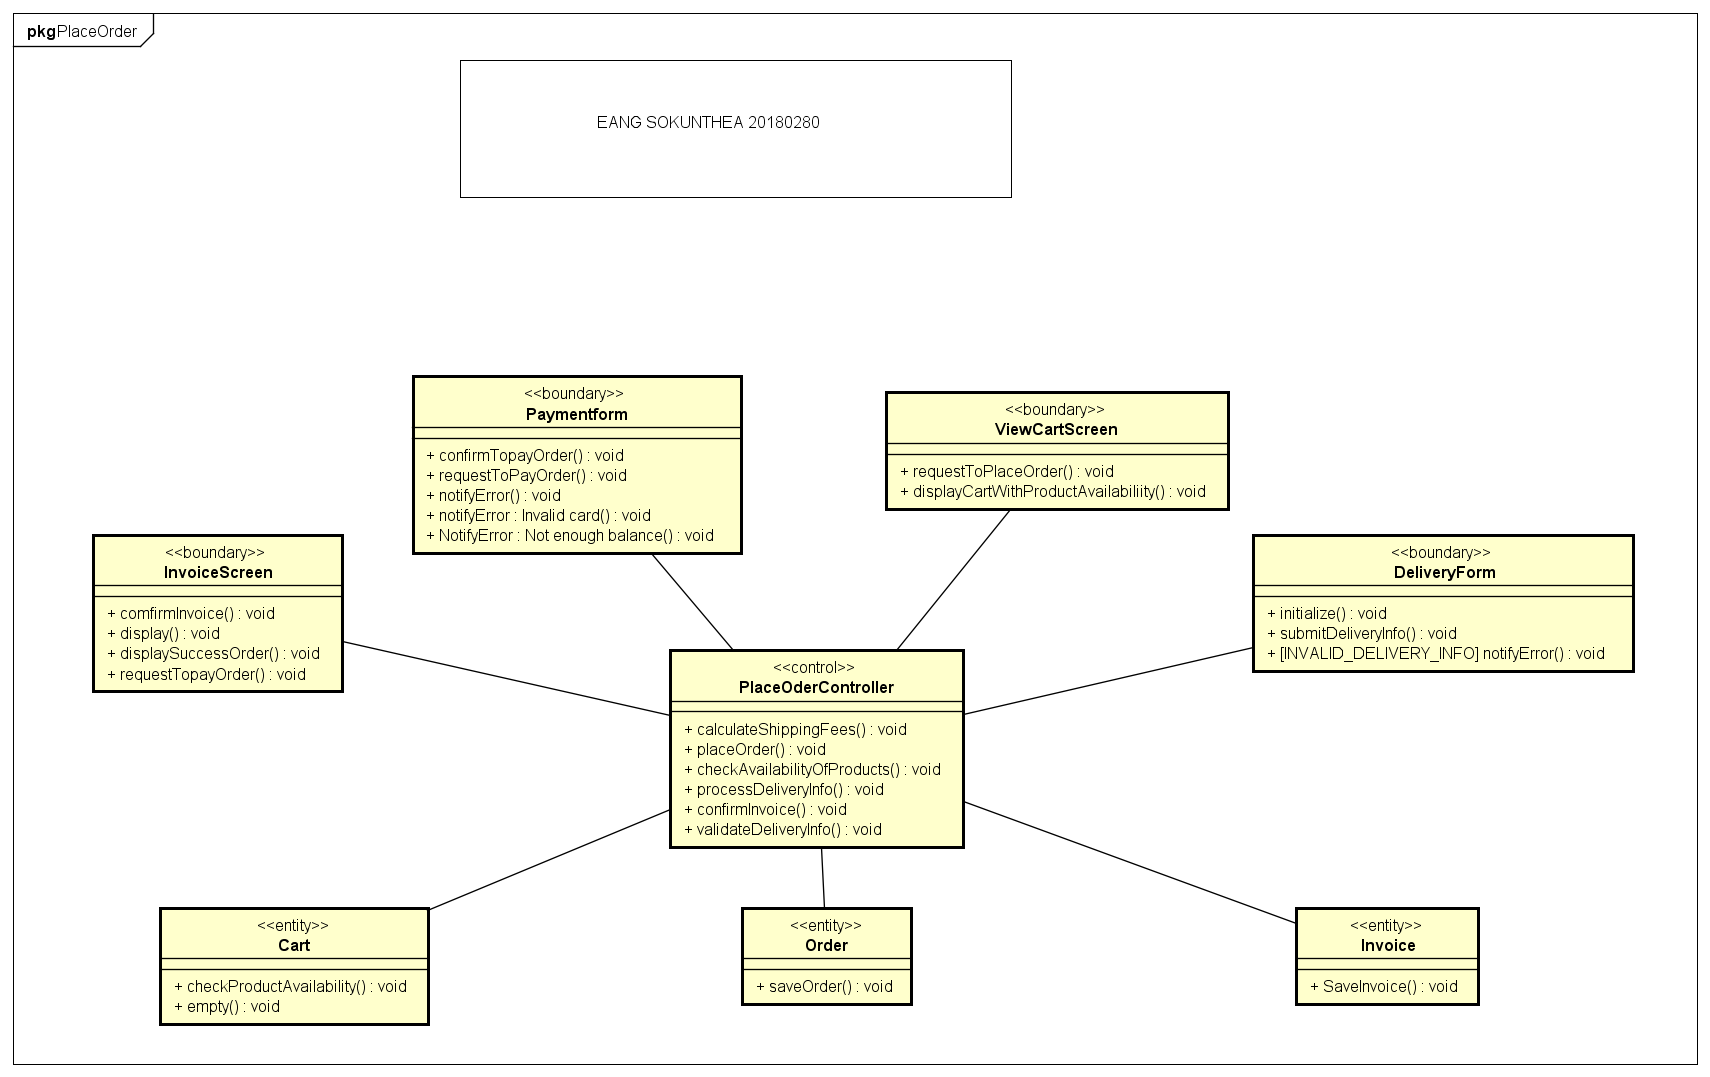 pkg PlaceOrder
EANG SOKUNTHEA 20180280
<<boundary>>
Paymentform
+ confirmTopayOrder() : void
+ requestToPayOrder() : void
+ notifyError() : void
+ notifyError : Invalid card() : void
+ NotifyError : Not enough balance() : void
<<boundary>>
ViewCartScreen
+ requestToPlaceOrder() : void
+ displayCartWithProductAvailabiliity() : void
<<boundary>>
InvoiceScreen
+ comfirmInvoice() : void
+ display() : void
+ displaySuccessOrder() : void
+ requestTopayOrder() : void
<<boundary>>
DeliveryForm
+ initialize() : void
+ submitDeliveryInfo() : void
+ [INVALID_DELIVERY_INFO] notifyError() : void
<<control>>
PlaceOderController
+ calculateShippingFees() : void
+ placeOrder() : void
+ checkAvailabilityOfProducts() : void
+ processDeliveryInfo() : void
+ confirmInvoice() : void
+ validateDeliveryInfo() : void
<<entity>>
Cart
+ checkProductAvailability() : void
+ empty() : void
<<entity>>
Order
+ saveOrder() : void
<<entity>>
Invoice
+ SaveInvoice() : void